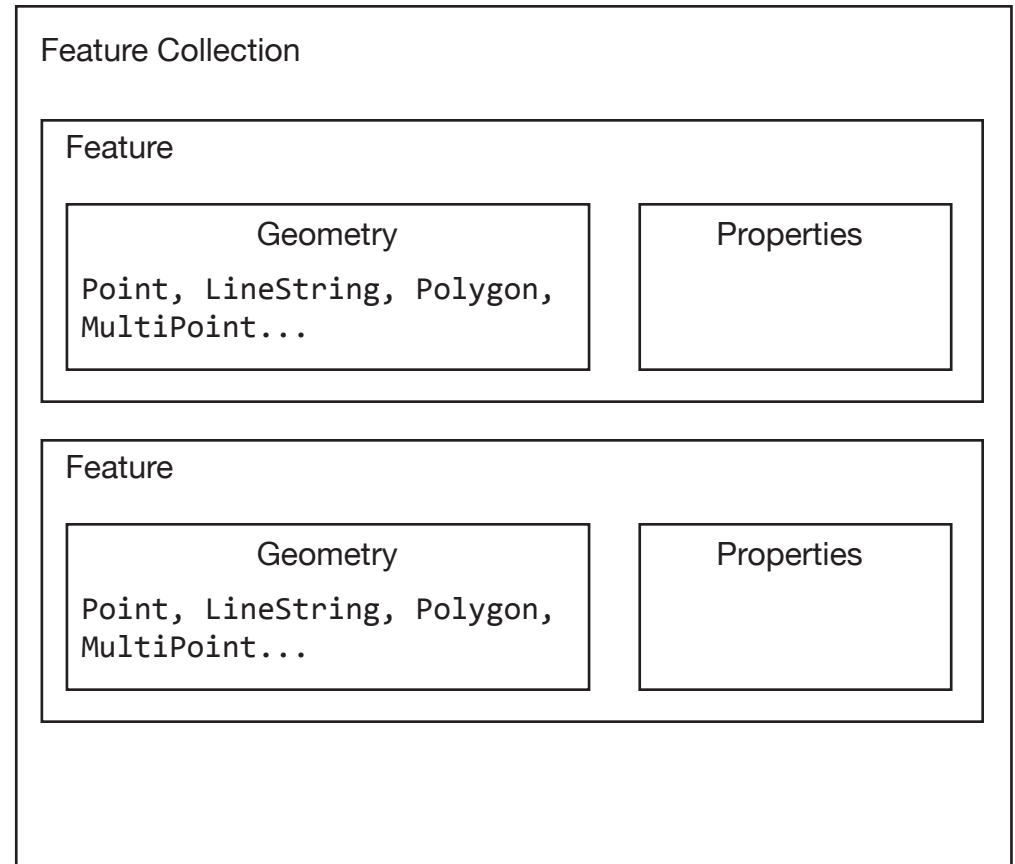 Feature Collection
Feature
Geometry
Point, LineString, Polygon,
MultiPoint...
Properties
Feature
Geometry
Point, LineString, Polygon,
MultiPoint...
Properties